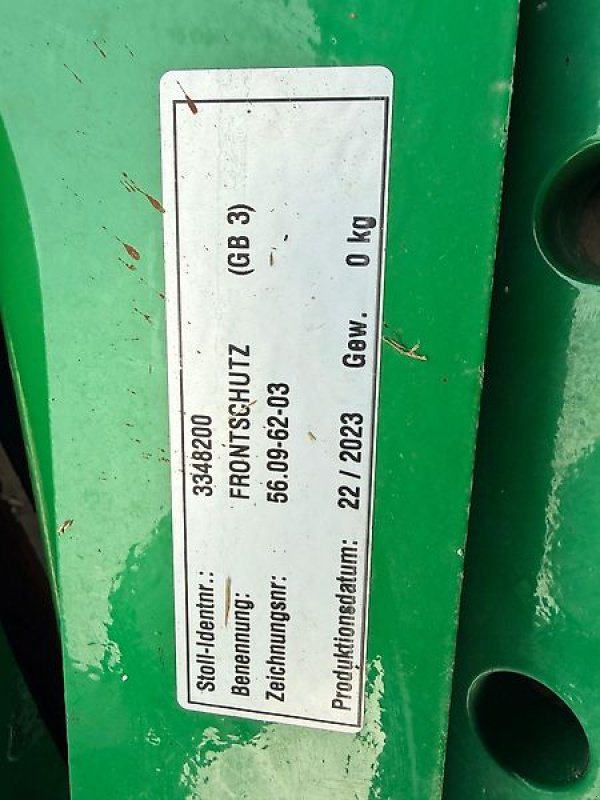 Stoll-Identnr.: 3348200
Benennung: FRONTSCHUTZ (GB 3)
Zeichnungsnr: 56.09-62-03
Produktionsdatum: 22 / 2023 Gew. 0 kg